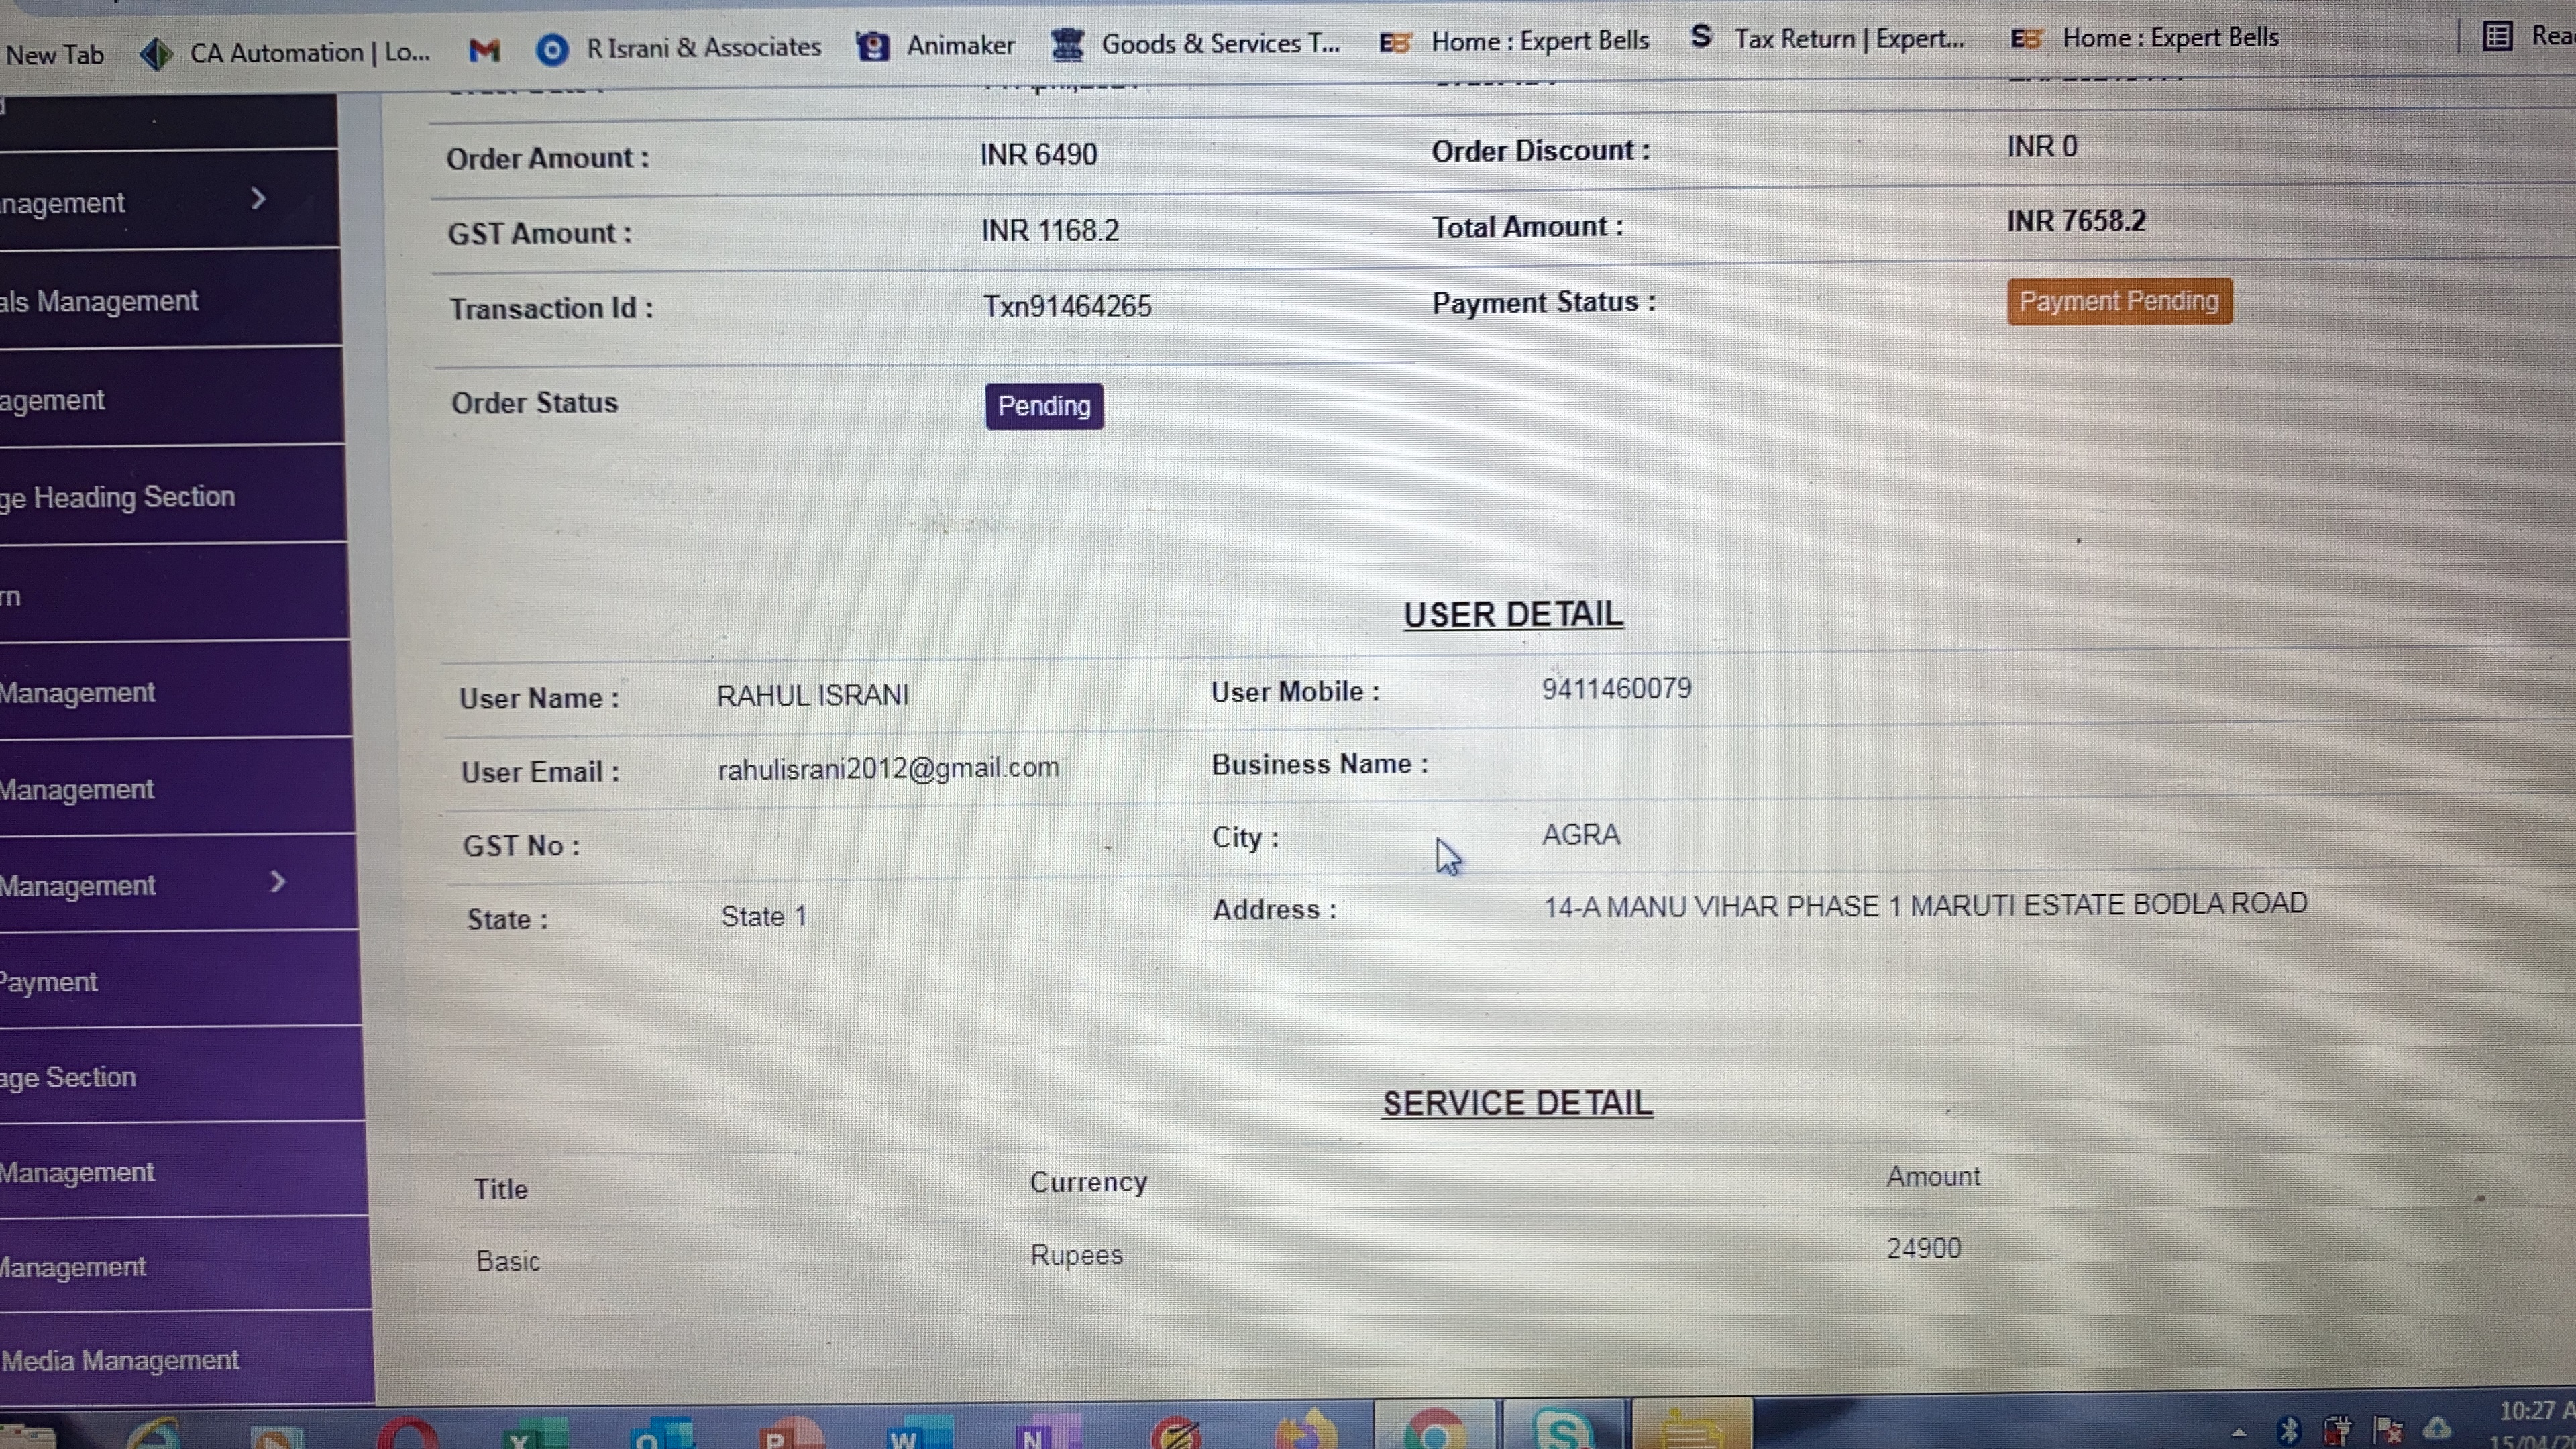 New Tab CA Automation | Lo... R Israni & Associates Animaker Goods & Services T... Home : Expert Bells Tax Return | Expert... Home : Expert Bells
Order Amount : INR 6490 Order Discount : INR 0
nagement
GST Amount : INR 1168.2 Total Amount : INR 7658.2
als Management
Transaction Id : Txn91464265 Payment Status : Payment Pending
agement
Order Status Pending
ge Heading Section
rn
USER DETAIL
Management
User Name : RAHUL ISRANI User Mobile : 9411460079
Management
User Email : rahulisrani2012@gmail.com Business Name :
GST No : City : AGRA
Management
State : State 1 Address : 14-A MANU VIHAR PHASE 1 MARUTI ESTATE BODLA ROAD
Payment
age Section
SERVICE DETAIL
Management
Title Currency Amount
Management
Basic Rupees 24900
Media Management
10:27 A